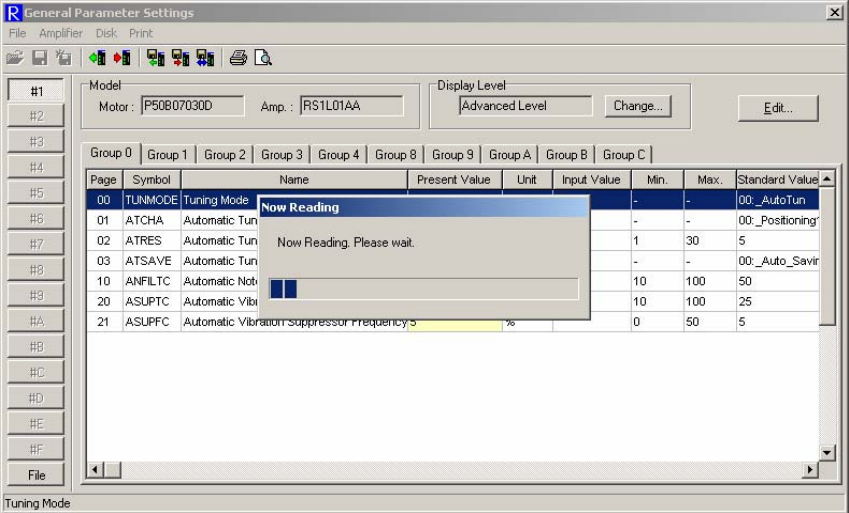 R General Parameter Settings
File Amplifier Disk Print
Model
Motor : P50B07030D Amp. : RS1L01AA
Display Level
Advanced Level Change...
Edit...
#1
#2
#3
#4
#5
#6
#7
#8
#9
#A
#B
#C
#D
#E
#F
File
Group 0 Group 1 Group 2 Group 3 Group 4 Group 8 Group 9 Group A Group B Group C
Page Symbol Name Present Value Unit Input Value Min. Max. Standard Value
00 TUNMODE Tuning Mode - - 00:_AutoTun
01 ATCHA Automatic Tun - - 00:_Positioning
02 ATRES Automatic Tun 1 30 5
03 ATSAVE Automatic Tun - - 00:_Auto_Savin
10 ANFILTC Automatic Not 10 100 50
20 ASUPTC Automatic Vib 10 100 25
21 ASUPFC Automatic Vibration Suppressor Frequency 5 % 0 50 5
Now Reading
Now Reading. Please wait.
Tuning Mode